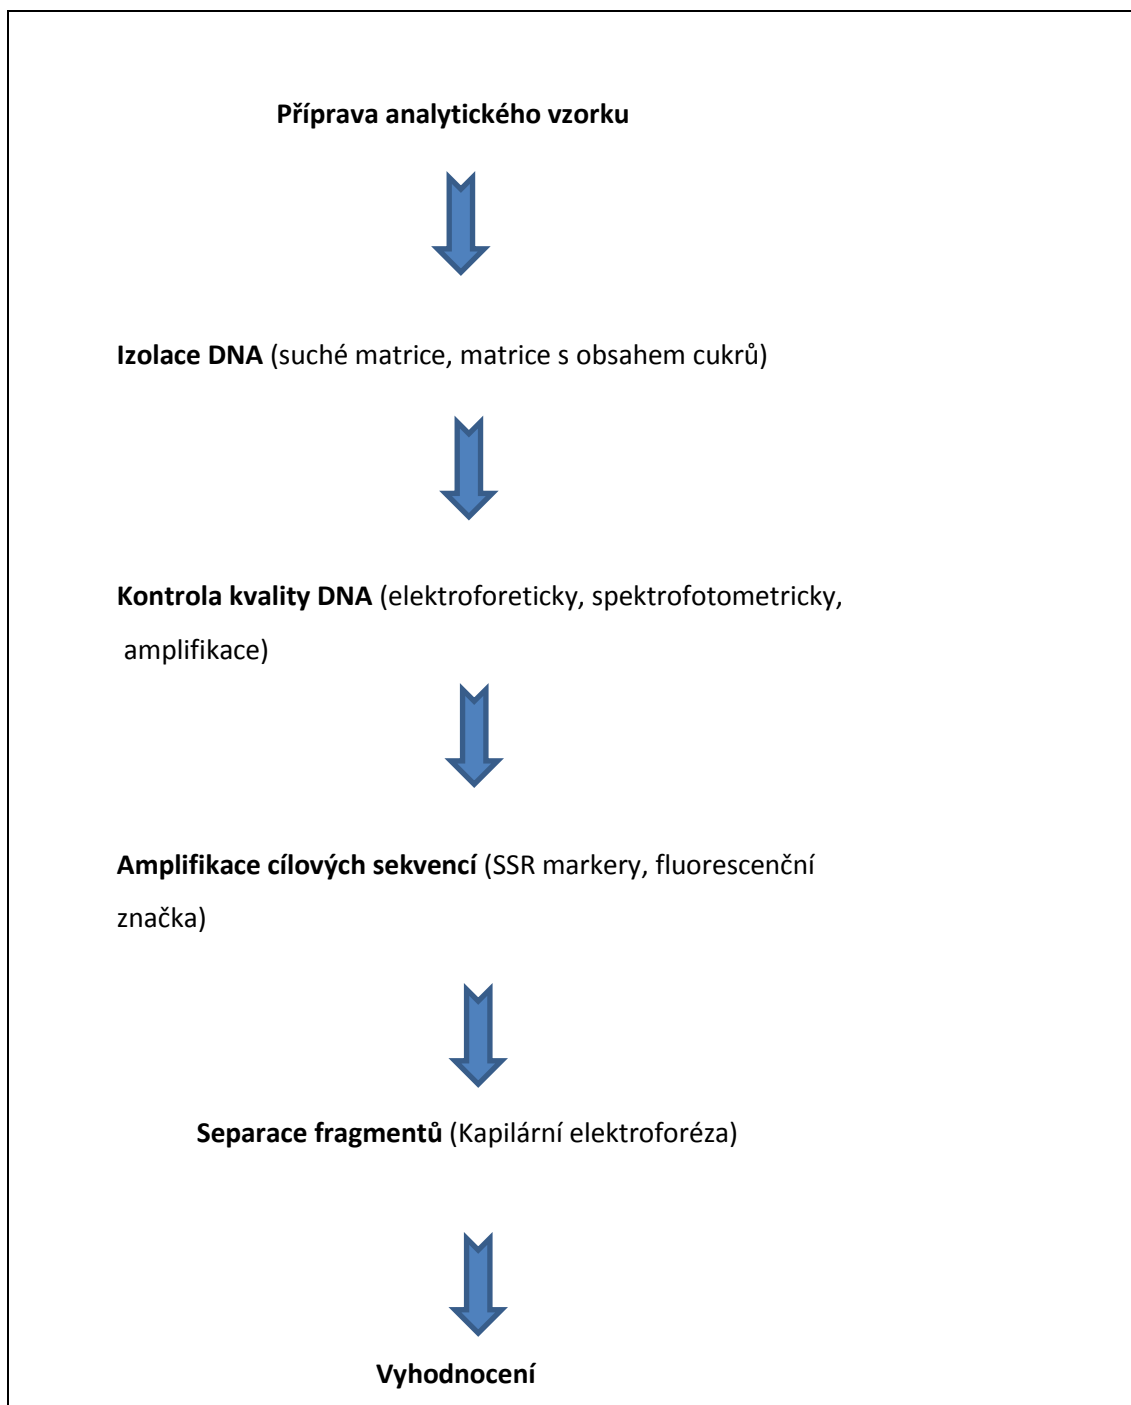 Příprava analytického vzorku
Izolace DNA (suché matrice, matrice s obsahem cukrů)
Kontrola kvality DNA (elektroforeticky, spektrofotometricky,
amplifikace)
Amplifikace cílových sekvencí (SSR markery, fluorescenční
značka)
Separace fragmentů (Kapilární elektroforéza)
Vyhodnocení